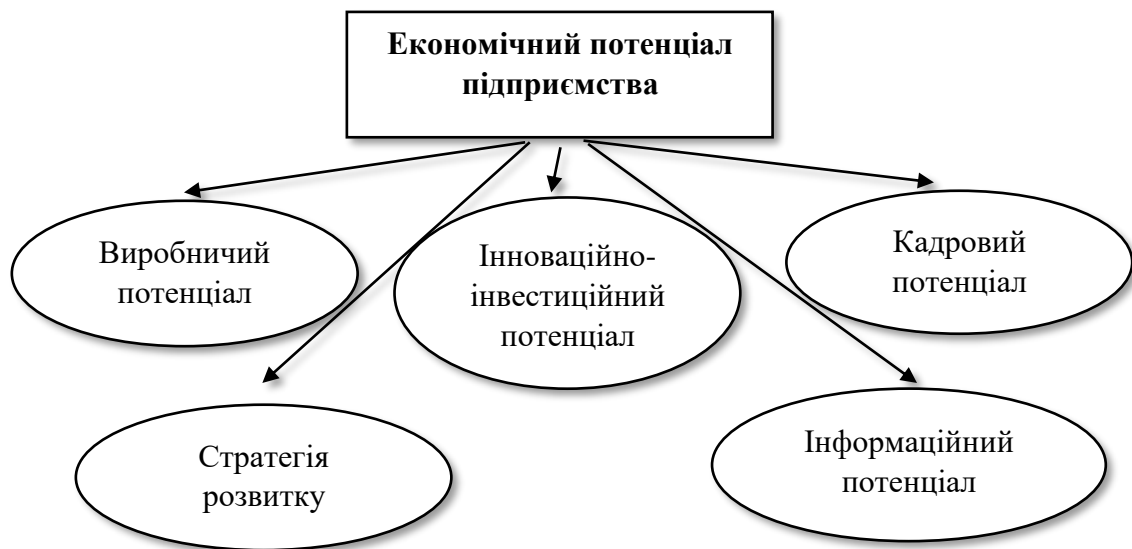 Економічний потенціал
підприємства
Виробничий
потенціал
Інноваційно-
інвестиційний
потенціал
Кадровий
потенціал
Стратегія
розвитку
Інформаційний
потенціал